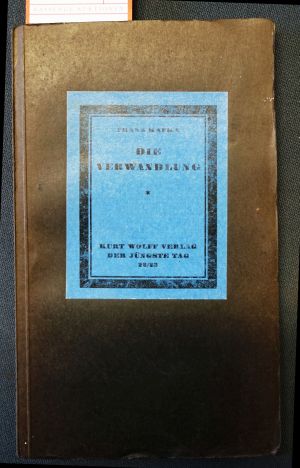 FRANZ KAFKA
DIE
VERWANDLUNG
*
KURT WOLFF VERLAG
DER JÜNGSTE TAG
22/23